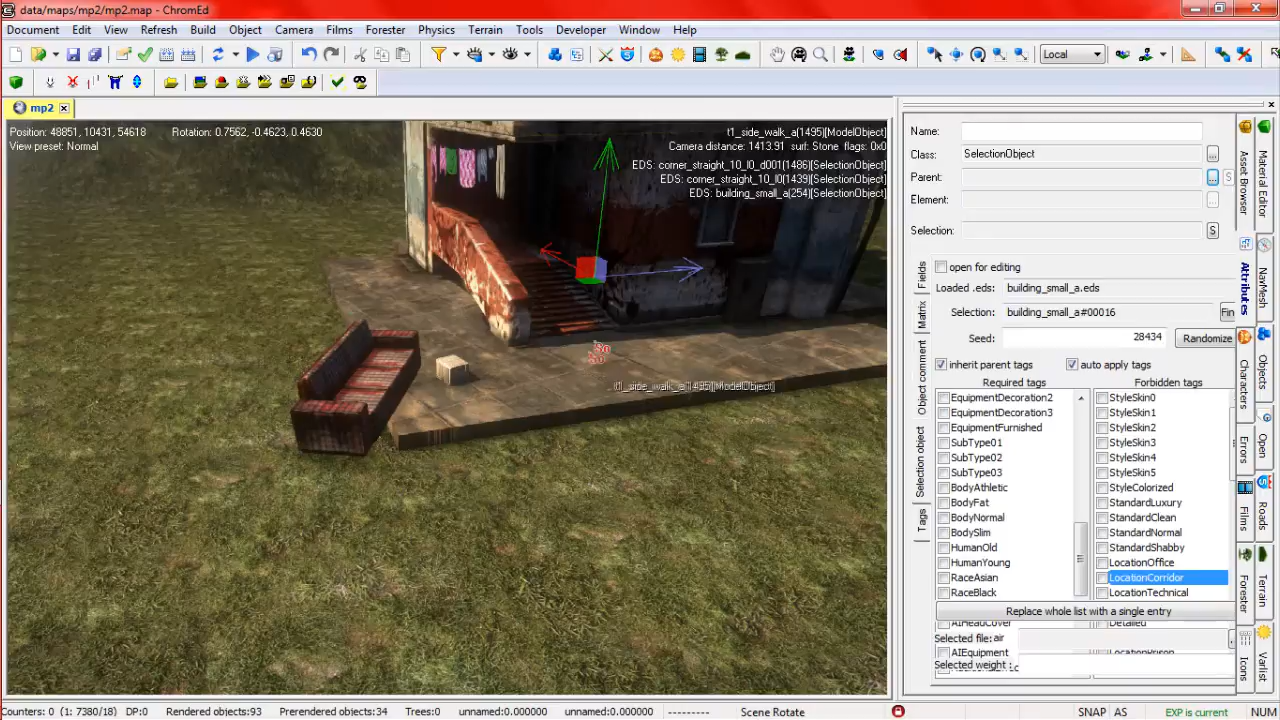 data/maps/mp2/mp2.map - ChromEd
Document Edit View Refresh Build Object Camera Films Forester Physics Terrain Tools Developer Window Help
Local
mp2
Position: 48851, 10431, 54618 Rotation: 0.7562, -0.4623, 0.4630
View preset: Normal
t1_side_walk_a[1495][ModelObject]
Camera distance: 1413.91 surf: Stone flags: 0x0
EDS: corner_straight_10_l0_d001[1486][SelectionObject]
EDS: corner_straight_10_l0[1439][SelectionObject]
EDS: building_small_a(254)[SelectionObject]
t1_side_walk_a[1495][ModelObject]
Name:
Class: SelectionObject ...
Parent: ... S
Element: ...
Selection: S
open for editing
Loaded .eds: building_small_a.eds
Selection: building_small_a#00016 Fin
Seed: 28434 Randomize
inherit parent tags auto apply tags
Required tags Forbidden tags
EquipmentDecoration2 StyleSkin0
EquipmentDecoration3 StyleSkin1
EquipmentFurnished StyleSkin2
SubType01 StyleSkin3
SubType02 StyleSkin4
SubType03 StyleSkin5
BodyAthletic StyleColorized
BodyFat StandardLuxury
BodyNormal StandardClean
BodySlim StandardNormal
HumanOld StandardShabby
HumanYoung LocationOffice
RaceAsian LocationCorridor
RaceBlack LocationTechnical
Replace whole list with a single entry
AIHeadCover Detailed
Selected file: air
AIEquipment LocationPrison
Selected weight :
Fields
Matrix
Object comment
Selection object
Tags
Asset Browser
Attributes
Characters
Errors
Films
Forester
Icons
Material Editor
NavMesh
Objects
Open
Roads
Terrain
Varlist
Counters: 0 (1: 7380/18) DP:0 Rendered objects:93 Prerendered objects:34 Trees:0 unnamed:0.000000 unnamed:0.000000 --------- Scene Rotate SNAP AS EXP is current NUM